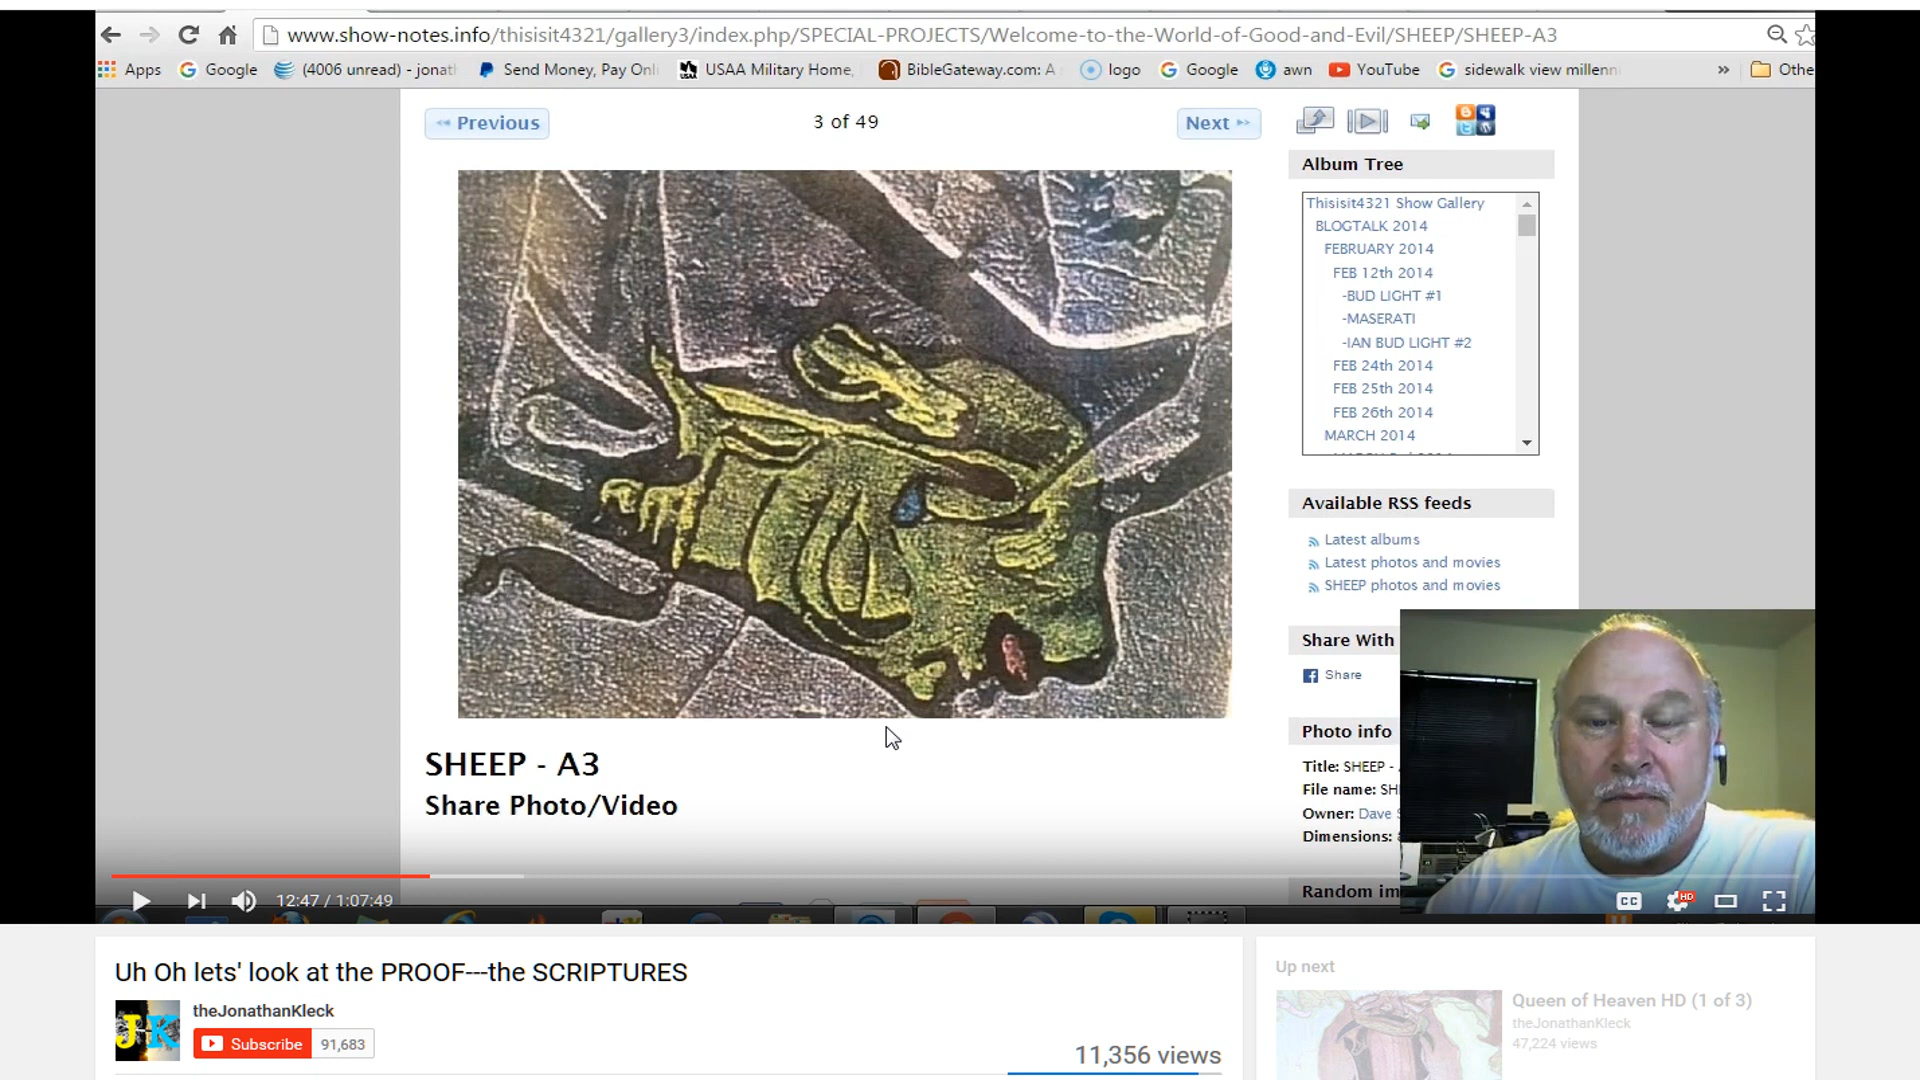 www.show-notes.info/thisisit4321/gallery3/index.php/SPECIAL-PROJECTS/Welcome-to-the-World-of-Good-and-Evil/SHEEP/SHEEP-A3
Apps Google (4006 unread) - jonat Send Money, Pay Onl USAA Military Home, BibleGateway.com: A logo Google awn YouTube sidewalk view millenn » Othe
Previous 3 of 49 Next
Album Tree
Thisisit4321 Show Gallery
BLOGTALK 2014
FEBRUARY 2014
FEB 12th 2014
-BUD LIGHT #1
-MASERATI
-IAN BUD LIGHT #2
FEB 24th 2014
FEB 25th 2014
FEB 26th 2014
MARCH 2014
Available RSS feeds
Latest albums
Latest photos and movies
SHEEP photos and movies
Share With
Share
Photo info
Title: SHEEP -
File name: SH
Owner: Dave S
Dimensions:
Random im
SHEEP - A3
Share Photo/Video
12:47 / 1:07:49
CC HD
Uh Oh lets' look at the PROOF---the SCRIPTURES
JK
theJonathanKleck
Subscribe 91,683
11,356 views
Up next
Queen of Heaven HD (1 of 3)
theJonathanKleck
47,224 views